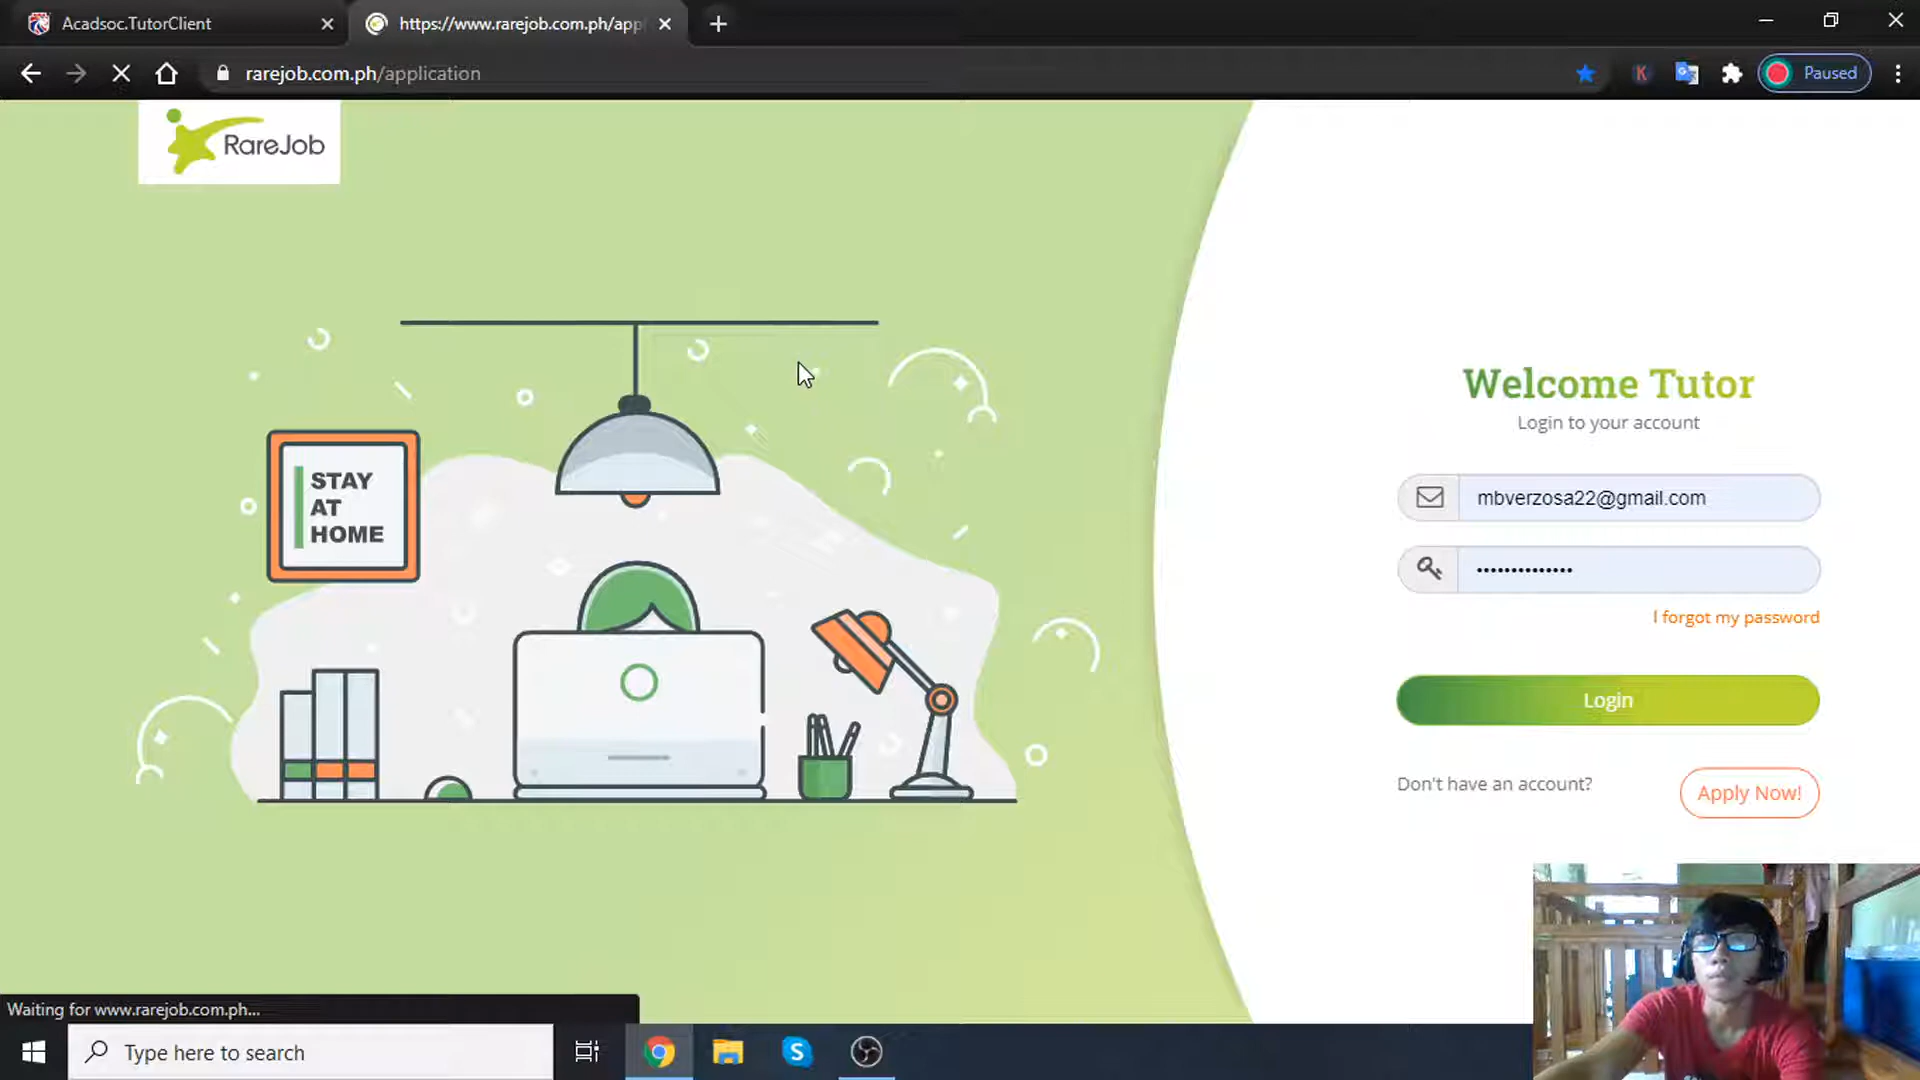 Acadsoc.TutorClient
https://www.rarejob.com.ph/app
rarejob.com.ph/application
K
Paused
RareJob
STAY
AT
HOME
Welcome Tutor
Login to your account
mbverzosa22@gmail.com
••••••••••••••
I forgot my password
Login
Don't have an account?
Apply Now!
Waiting for www.rarejob.com.ph...
Type here to search